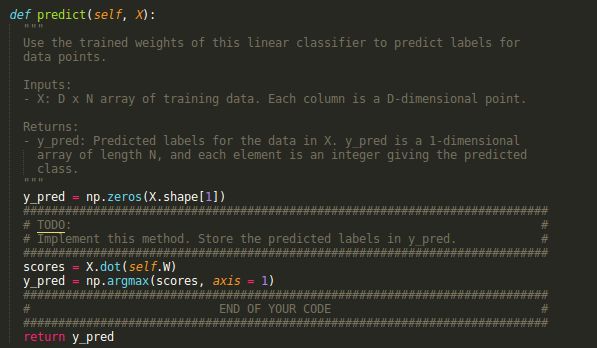 def predict(self, X):
"""
Use the trained weights of this linear classifier to predict labels for
data points.
Inputs:
- X: D x N array of training data. Each column is a D-dimensional point.
Returns:
- y_pred: Predicted labels for the data in X. y_pred is a 1-dimensional
array of length N, and each element is an integer giving the predicted
class.
"""
y_pred = np.zeros(X.shape[1])
###########################################################################
# TODO: #
# Implement this method. Store the predicted labels in y_pred. #
###########################################################################
scores = X.dot(self.W)
y_pred = np.argmax(scores, axis = 1)
###########################################################################
# END OF YOUR CODE #
###########################################################################
return y_pred